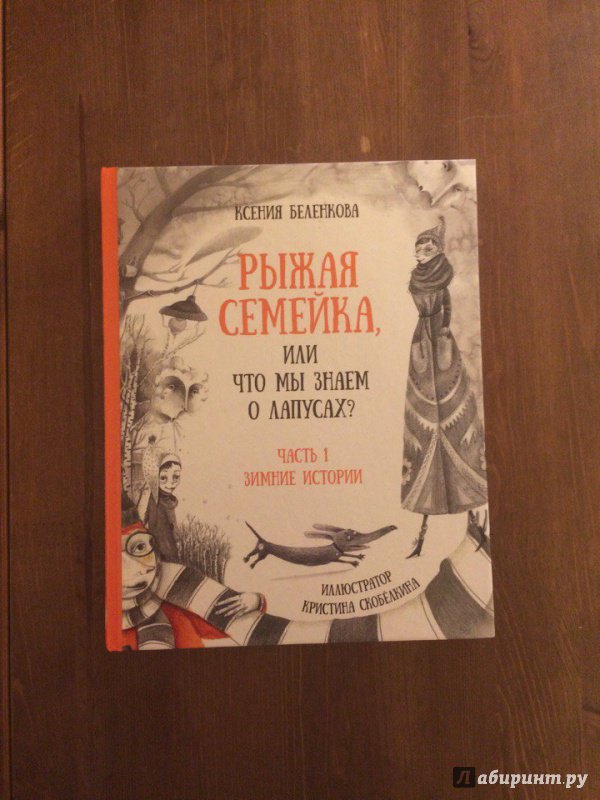 КСЕНИЯ БЕЛЕНКОВА
РЫЖАЯ
СЕМЕЙКА,
ИЛИ
ЧТО МЫ ЗНАЕМ
О ЛАПУСАХ?
ЧАСТЬ 1
ЗИМНИЕ ИСТОРИИ
ИЛЛЮСТРАТОР
КРИСТИНА СКОБЕЛКИНА
Лабиринт.ру